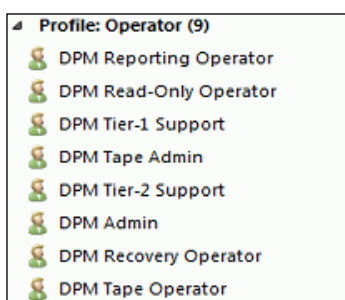 Profile: Operator (9)
DPM Reporting Operator
DPM Read-Only Operator
DPM Tier-1 Support
DPM Tape Admin
DPM Tier-2 Support
DPM Admin
DPM Recovery Operator
DPM Tape Operator